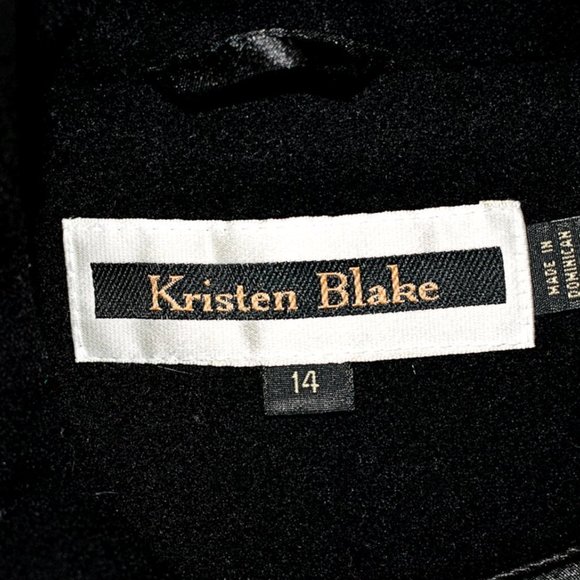 Kristen Blake
14
MADE IN
DOMINICAN